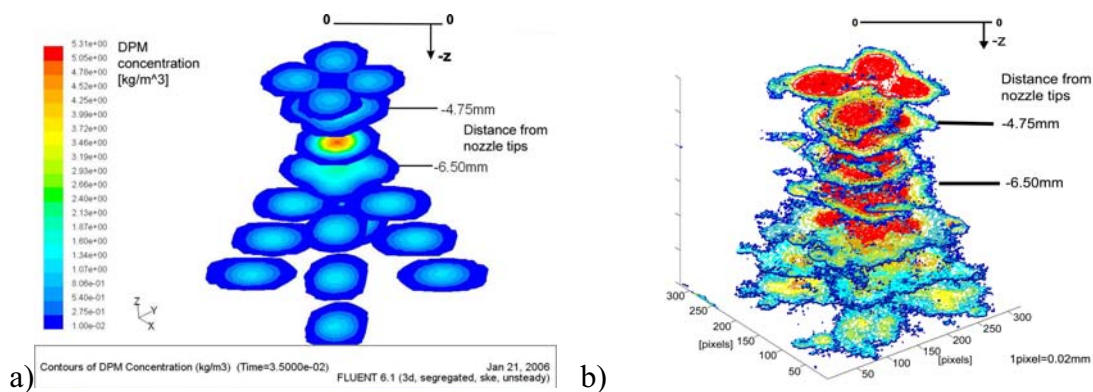 0 0
-z
5.31e+00
5.05e+00
4.78e+00
4.52e+00
4.25e+00
3.99e+00
3.72e+00
3.46e+00
3.19e+00
2.93e+00
2.66e+00
2.40e+00
2.13e+00
1.87e+00
1.60e+00
1.34e+00
1.07e+00
8.06e-01
5.40e-01
2.75e-01
1.00e-02
DPM
concentration
[kg/m^3]
-4.75mm
Distance from
nozzle tips
-6.50mm
Z
Y
X
Contours of DPM Concentration (kg/m3) (Time=3.5000e-02)
Jan 21, 2006
FLUENT 6.1 (3d, segregated, ske, unsteady)
a)
0 0
-z
Distance from
nozzle tips
-4.75mm
-6.50mm
300
250
200
150
100
50
[pixels]
50
100
150
200
250
300
[pixels]
1pixel=0.02mm
b)